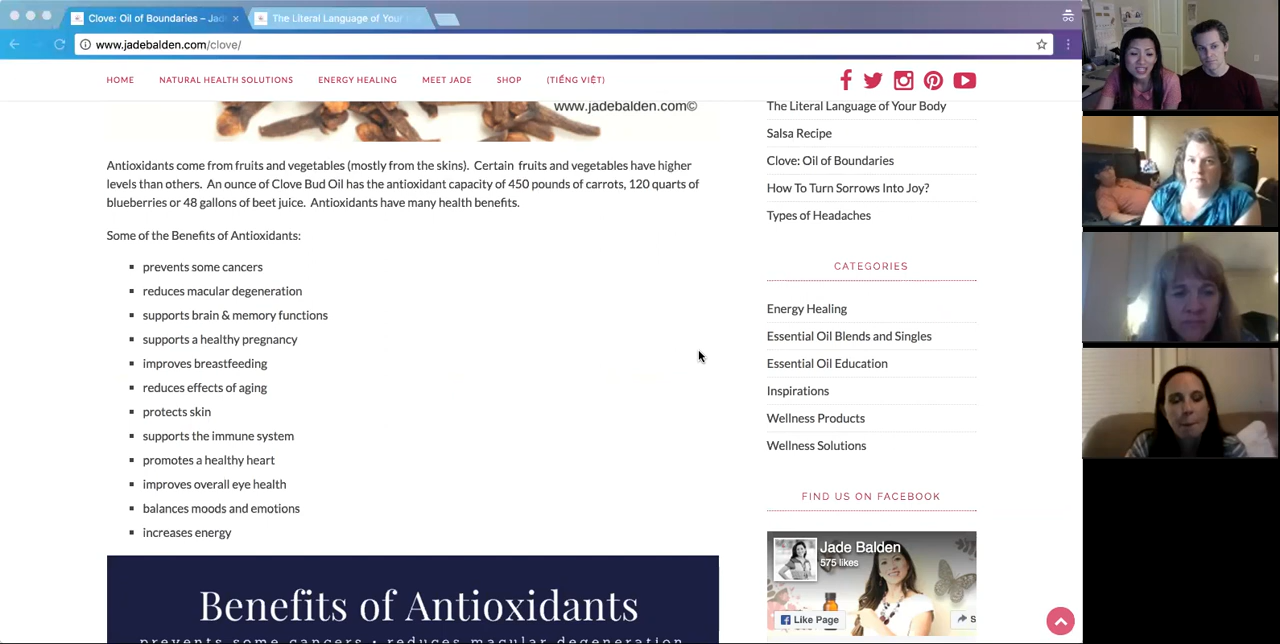 Clove: Oil of Boundaries – Jade
The Literal Language of Your
www.jadebalden.com/clove/
HOME NATURAL HEALTH SOLUTIONS ENERGY HEALING MEET JADE SHOP (TIẾNG VIỆT)
www.jadebalden.com©
Antioxidants come from fruits and vegetables (mostly from the skins). Certain fruits and vegetables have higher
levels than others. An ounce of Clove Bud Oil has the antioxidant capacity of 450 pounds of carrots, 120 quarts of
blueberries or 48 gallons of beet juice. Antioxidants have many health benefits.
Some of the Benefits of Antioxidants:
prevents some cancers
reduces macular degeneration
supports brain & memory functions
supports a healthy pregnancy
improves breastfeeding
reduces effects of aging
protects skin
supports the immune system
promotes a healthy heart
improves overall eye health
balances moods and emotions
increases energy
Benefits of Antioxidants
prevents some cancers • reduces macular degeneration
The Literal Language of Your Body
Salsa Recipe
Clove: Oil of Boundaries
How To Turn Sorrows Into Joy?
Types of Headaches
CATEGORIES
Energy Healing
Essential Oil Blends and Singles
Essential Oil Education
Inspirations
Wellness Products
Wellness Solutions
FIND US ON FACEBOOK
Jade Balden
575 likes
Like Page
S